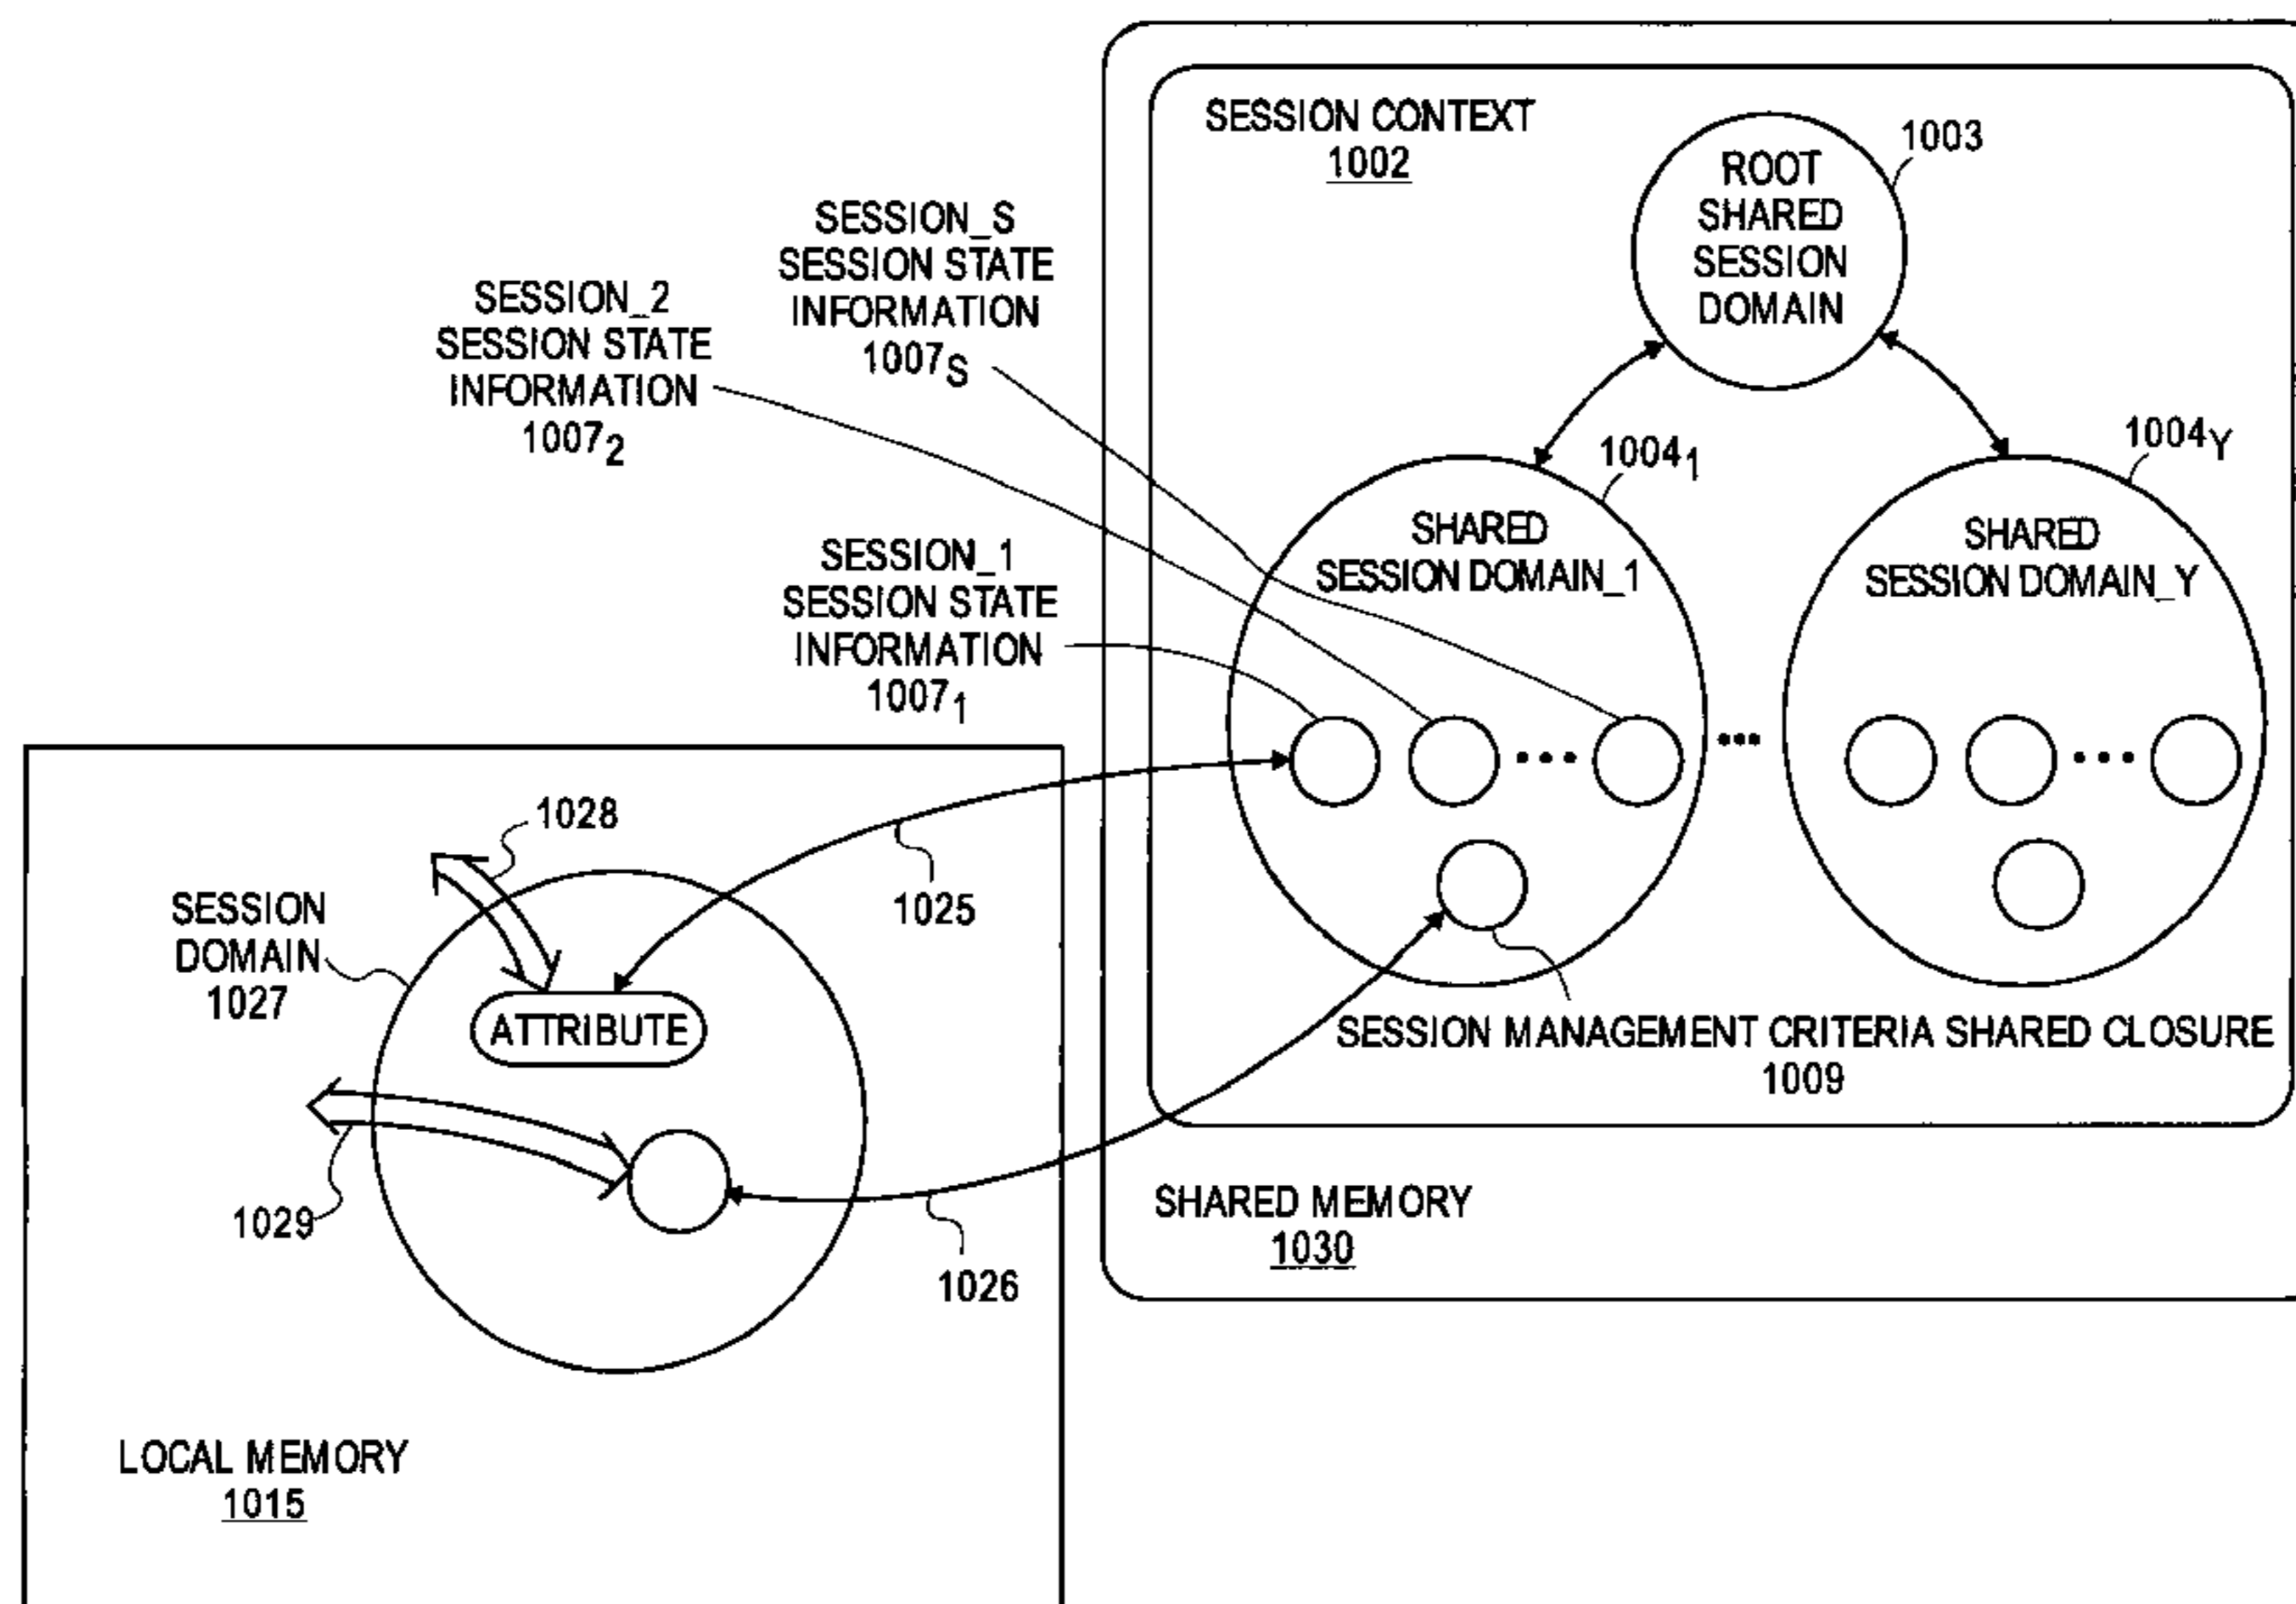 SESSION CONTEXT
1002
1003
ROOT
SHARED
SESSION
DOMAIN
SESSION_S
SESSION STATE
INFORMATION
1007S
SESSION_2
SESSION STATE
INFORMATION
10072
10041
1004Y
SHARED
SESSION DOMAIN_1
SHARED
SESSION DOMAIN_Y
SESSION_1
SESSION STATE
INFORMATION
10071
...
...
...
1028
1025
SESSION
DOMAIN
1027
ATTRIBUTE
SESSION MANAGEMENT CRITERIA SHARED CLOSURE
1009
1029
1026
SHARED MEMORY
1030
LOCAL MEMORY
1015